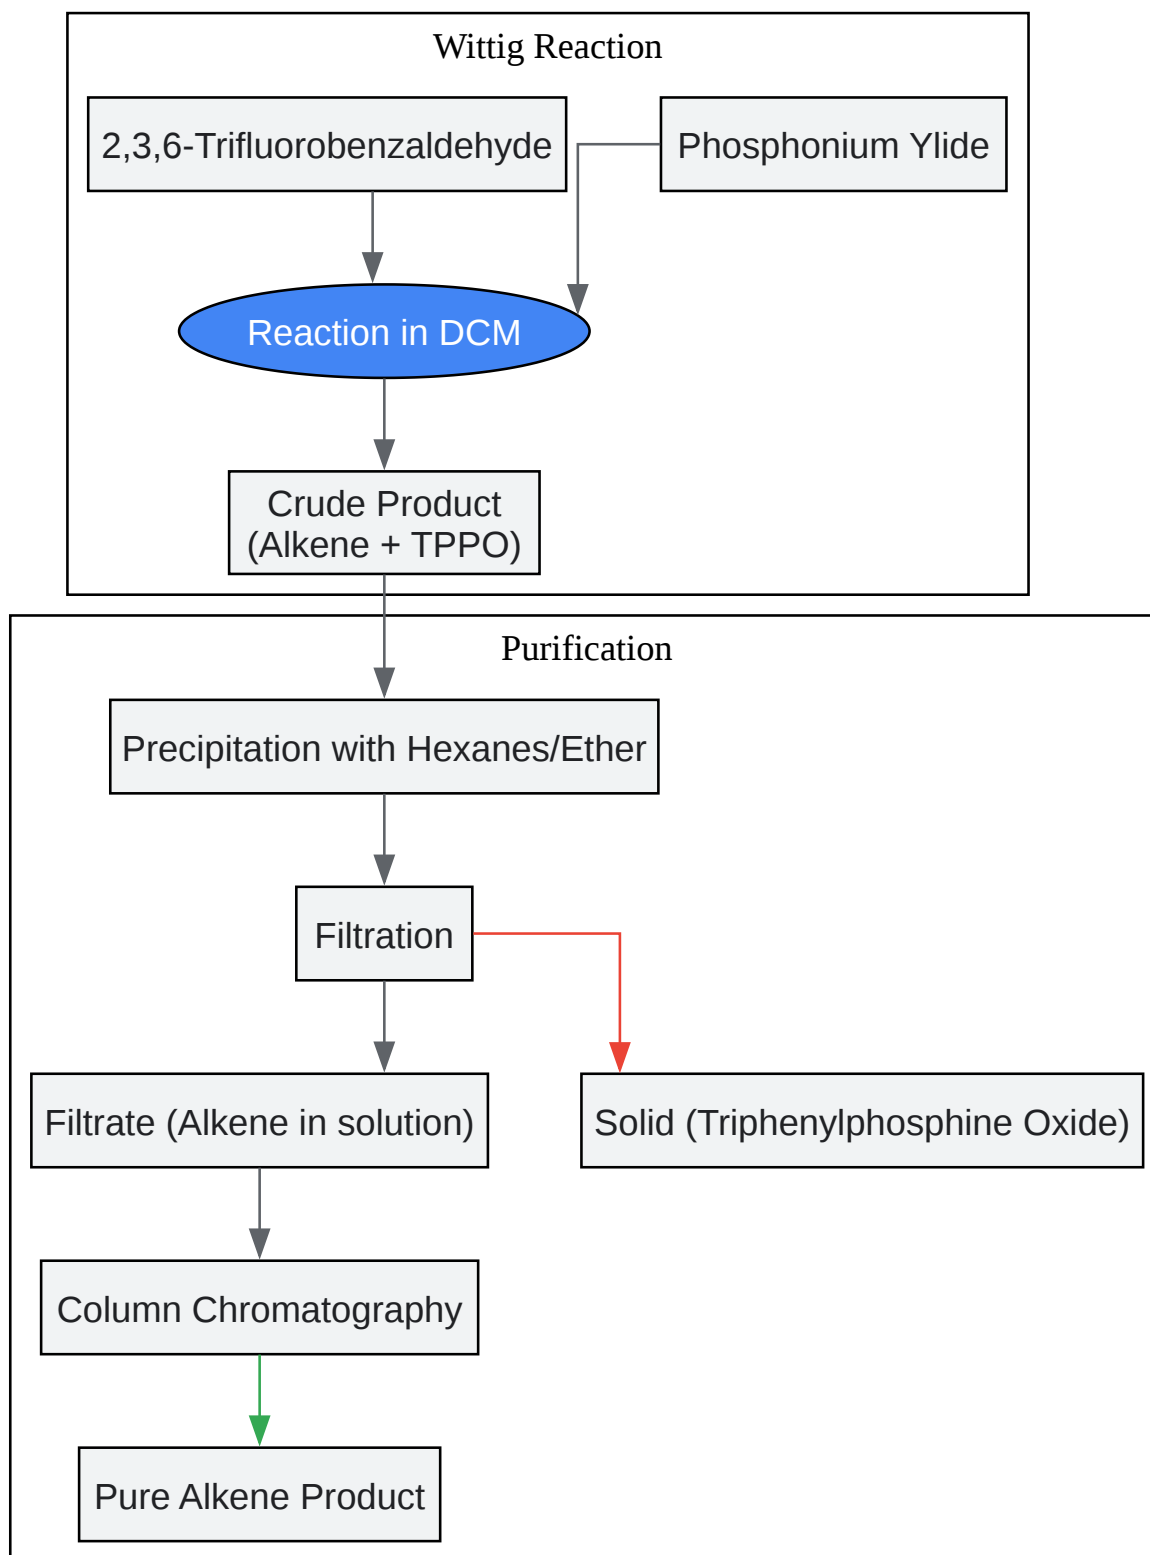 Wittig Reaction
2,3,6-Trifluorobenzaldehyde
Phosphonium Ylide
Reaction in DCM
Crude Product
(Alkene + TPPO)
Purification
Precipitation with Hexanes/Ether
Filtration
Filtrate (Alkene in solution)
Solid (Triphenylphosphine Oxide)
Column Chromatography
Pure Alkene Product